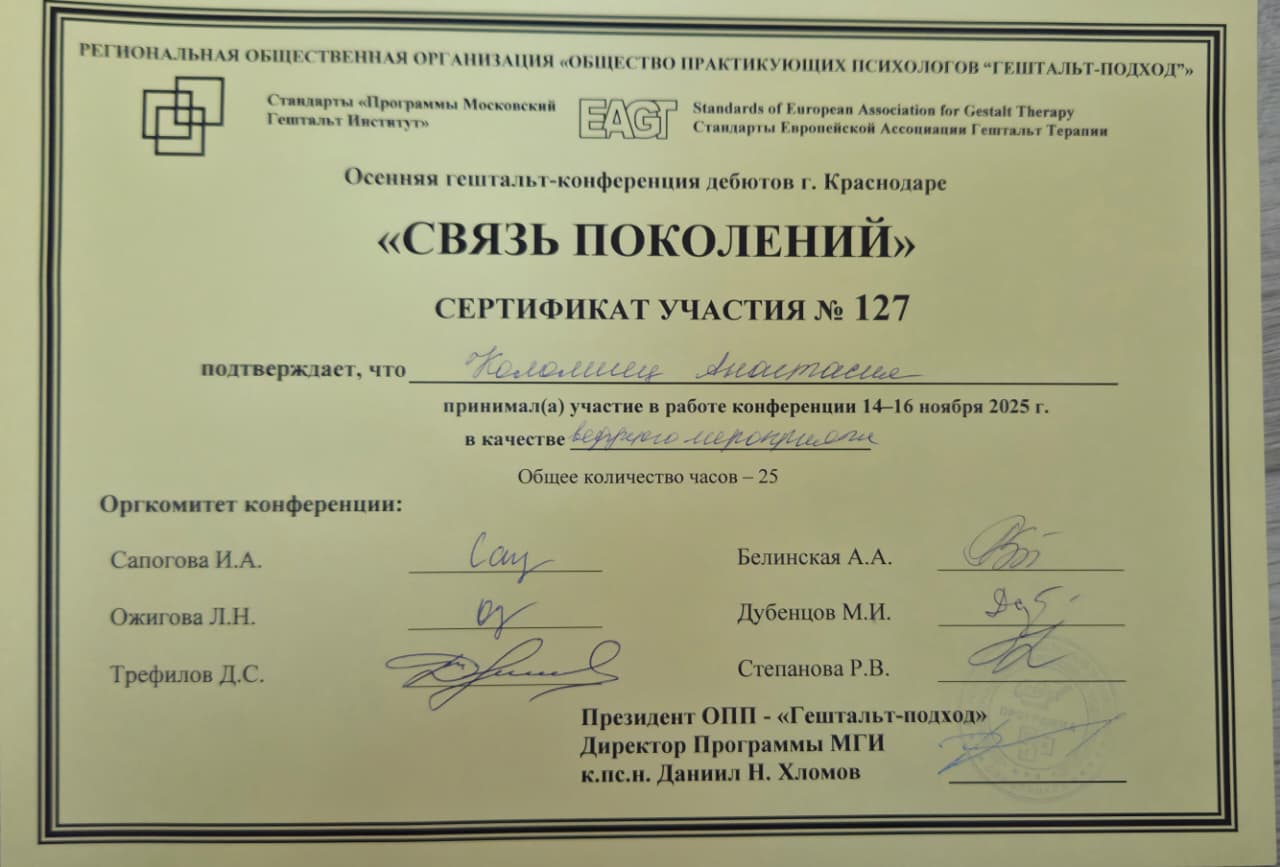 РЕГИОНАЛЬНАЯ ОБЩЕСТВЕННАЯ ОРГАНИЗАЦИЯ «ОБЩЕСТВО ПРАКТИКУЮЩИХ ПСИХОЛОГОВ “ГЕШТАЛЬТ-ПОДХОД”»
Стандарты «Программы Московский
Гештальт Институт»
EAGT
Standards of European Association for Gestalt Therapy
Стандарты Европейской Ассоциации Гештальт Терапии
Осенняя гештальт-конференция дебютов г. Краснодаре
«СВЯЗЬ ПОКОЛЕНИЙ»
СЕРТИФИКАТ УЧАСТИЯ № 127
подтверждает, что Коломиец Анастасия
принимал(а) участие в работе конференции 14–16 ноября 2025 г.
в качестве ведущего мероприятия
Общее количество часов – 25
Оргкомитет конференции:
Сапогова И.А.
Белинская А.А.
Ожигова Л.Н.
Дубенцов М.И.
Трефилов Д.С.
Степанова Р.В.
Президент ОПП - «Гештальт-подход»
Директор Программы МГИ
к.пс.н. Даниил Н. Хломов